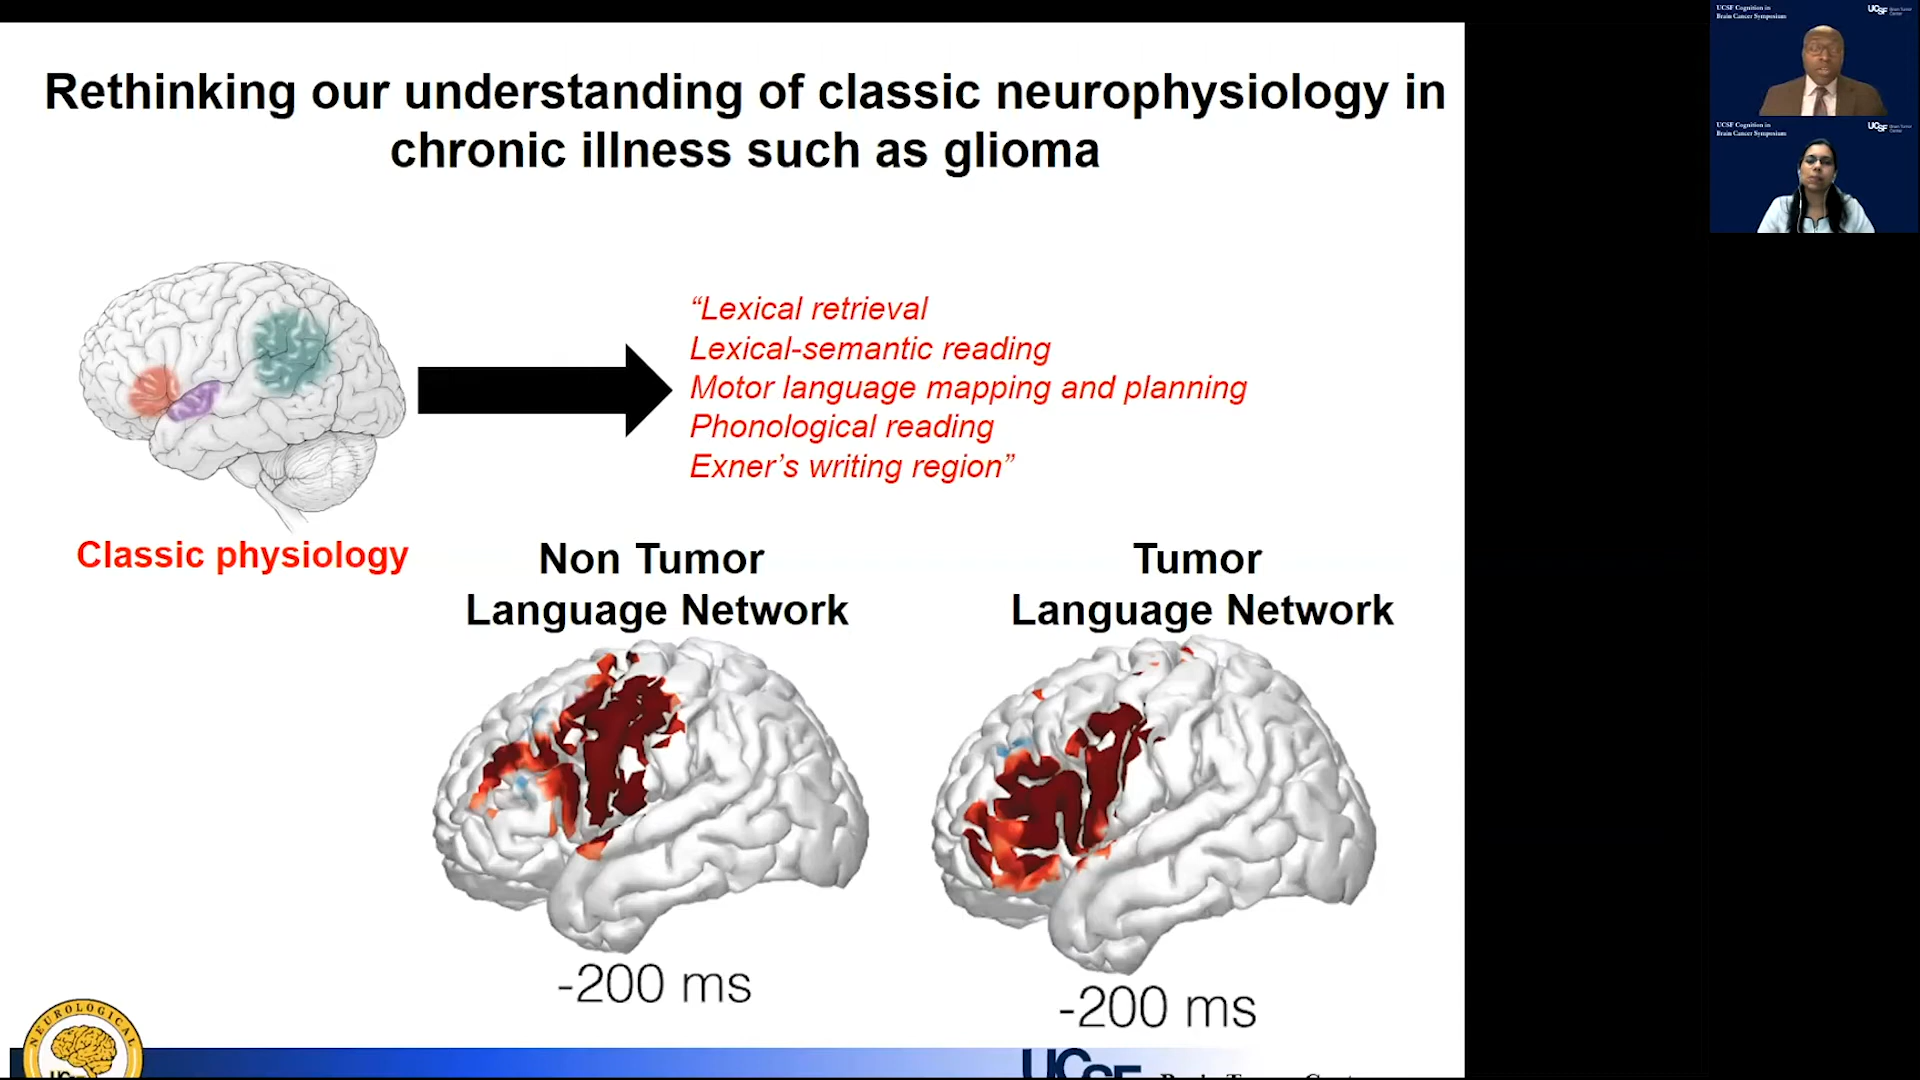 Rethinking our understanding of classic neurophysiology in
chronic illness such as glioma
“Lexical retrieval
Lexical-semantic reading
Motor language mapping and planning
Phonological reading
Exner’s writing region”
Classic physiology
Non Tumor
Language Network
Tumor
Language Network
-200 ms
-200 ms
NEUROLOGICAL
UCSF
UCSF
UCSF Cognition in
Brain Cancer Symposium
UCSF Brain Tumor
Center
UCSF Cognition in
Brain Cancer Symposium
UCSF Brain Tumor
Center